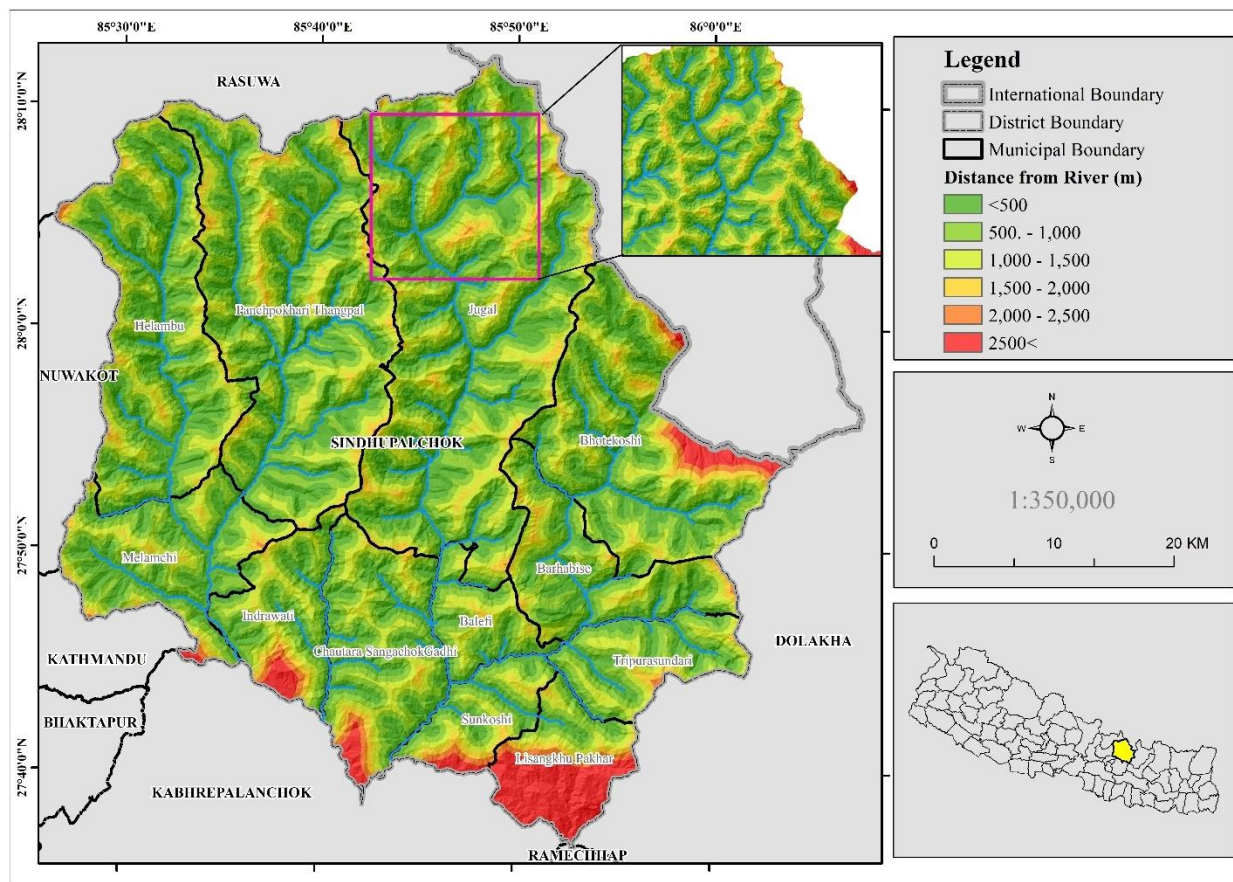 85°30'0"E
85°40'0"E
85°50'0"E
86°0'0"E
28°10'0"N
28°0'0"N
27°50'0"N
27°40'0"N
RASUWA
NUWAKOT
KATHMANDU
BHAKTAPUR
KABHREPALANCHOK
RAMECHHAP
DOLAKHA
SINDHUPALCHOK
Helambu
Panchpokhari Thangpal
Jugal
Bhotekoshi
Melamchi
Barhabise
Indrawati
Balefi
Chautara SangachokGadhi
Tripurasundari
Sunkoshi
Lisangkhu Pakhar
Legend
International Boundary
District Boundary
Municipal Boundary
Distance from River (m)
<500
500. - 1,000
1,000 - 1,500
1,500 - 2,000
2,000 - 2,500
2500<
N
W E
S
1:350,000
0 10 20 KM